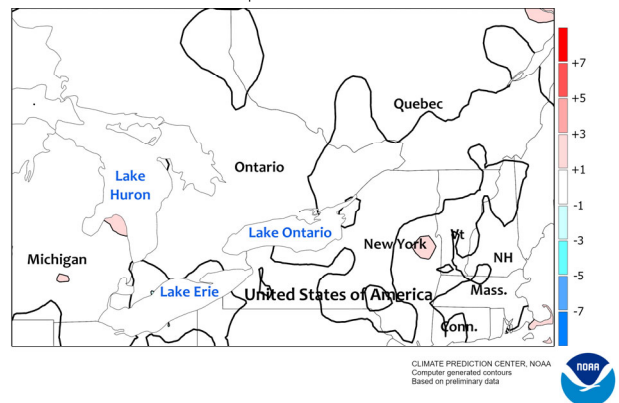 Quebec
Ontario
Lake
Huron
Lake Ontario
Michigan
New York
Vt
NH
Lake Erie
United States of America
Mass.
Conn.
+7
+5
+3
+1
-1
-3
-5
-7
CLIMATE PREDICTION CENTER, NOAA
Computer generated contours
Based on preliminary data
NOAA